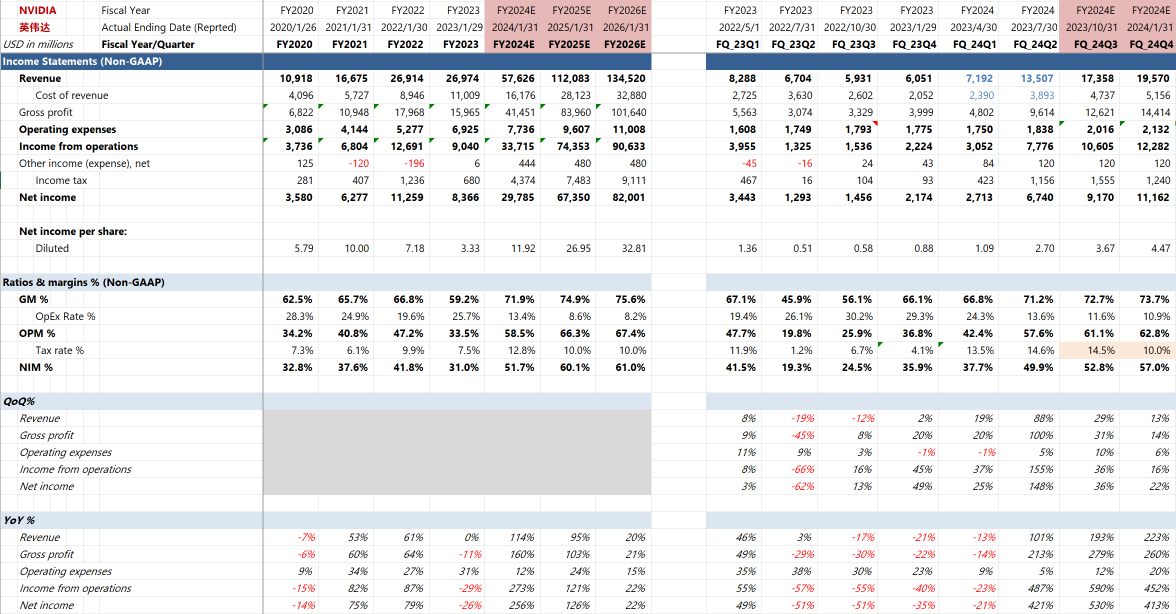 NVIDIA Fiscal Year FY2020 FY2021 FY2022 FY2023 FY2024E FY2025E FY2026E FY2023 FY2023 FY2023 FY2023 FY2024 FY2024 FY2024E FY2024E
英伟达 Actual Ending Date (Reprted) 2020/1/26 2021/1/31 2022/1/30 2023/1/29 2024/1/31 2025/1/31 2026/1/31 2022/5/1 2022/7/31 2022/10/30 2023/1/29 2023/4/30 2023/7/30 2023/10/31 2024/1/31
USD in millions Fiscal Year/Quarter FY2020 FY2021 FY2022 FY2023 FY2024E FY2025E FY2026E FQ_23Q1 FQ_23Q2 FQ_23Q3 FQ_23Q4 FQ_24Q1 FQ_24Q2 FQ_24Q3 FQ_24Q4
Income Statements (Non-GAAP)
Revenue 10,918 16,675 26,914 26,974 57,626 112,083 134,520 8,288 6,704 5,931 6,051 7,192 13,507 17,358 19,570
Cost of revenue 4,096 5,727 8,946 11,009 16,176 28,123 32,880 2,725 3,630 2,602 2,052 2,390 3,893 4,737 5,156
Gross profit 6,822 10,948 17,968 15,965 41,451 83,960 101,640 5,563 3,074 3,329 3,999 4,802 9,614 12,621 14,414
Operating expenses 3,086 4,144 5,277 6,925 7,736 9,607 11,008 1,608 1,749 1,793 1,775 1,750 1,838 2,016 2,132
Income from operations 3,736 6,804 12,691 9,040 33,715 74,353 90,633 3,955 1,325 1,536 2,224 3,052 7,776 10,605 12,282
Other income (expense), net 125 -120 -196 6 444 480 480 -45 -16 24 43 84 120 120 120
Income tax 281 407 1,236 680 4,374 7,483 9,111 467 16 104 93 423 1,156 1,555 1,240
Net income 3,580 6,277 11,259 8,366 29,785 67,350 82,001 3,443 1,293 1,456 2,174 2,713 6,740 9,170 11,162
Net income per share:
Diluted 5.79 10.00 7.18 3.33 11.92 26.95 32.81 1.36 0.51 0.58 0.88 1.09 2.70 3.67 4.47
Ratios & margins % (Non-GAAP)
GM % 62.5% 65.7% 66.8% 59.2% 71.9% 74.9% 75.6% 67.1% 45.9% 56.1% 66.1% 66.8% 71.2% 72.7% 73.7%
OpEx Rate % 28.3% 24.9% 19.6% 25.7% 13.4% 8.6% 8.2% 19.4% 26.1% 30.2% 29.3% 24.3% 13.6% 11.6% 10.9%
OPM % 34.2% 40.8% 47.2% 33.5% 58.5% 66.3% 67.4% 47.7% 19.8% 25.9% 36.8% 42.4% 57.6% 61.1% 62.8%
Tax rate % 7.3% 6.1% 9.9% 7.5% 12.8% 10.0% 10.0% 11.9% 1.2% 6.7% 4.1% 13.5% 14.6% 14.5% 10.0%
NIM % 32.8% 37.6% 41.8% 31.0% 51.7% 60.1% 61.0% 41.5% 19.3% 24.5% 35.9% 37.7% 49.9% 52.8% 57.0%
QoQ%
Revenue 8% -19% -12% 2% 19% 88% 29% 13%
Gross profit 9% -45% 8% 20% 20% 100% 31% 14%
Operating expenses 11% 9% 3% -1% -1% 5% 10% 6%
Income from operations 8% -66% 16% 45% 37% 155% 36% 16%
Net income 3% -62% 13% 49% 25% 148% 36% 22%
YoY %
Revenue -7% 53% 61% 0% 114% 95% 20% 46% 3% -17% -21% -13% 101% 193% 223%
Gross profit -6% 60% 64% -11% 160% 103% 21% 49% -29% -30% -22% -14% 213% 279% 260%
Operating expenses 9% 34% 27% 31% 12% 24% 15% 35% 38% 30% 23% 9% 5% 12% 20%
Income from operations -15% 82% 87% -29% 273% 121% 22% 55% -57% -55% -40% -23% 487% 590% 452%
Net income -14% 75% 79% -26% 256% 126% 22% 49% -51% -51% -35% -21% 421% 530% 413%